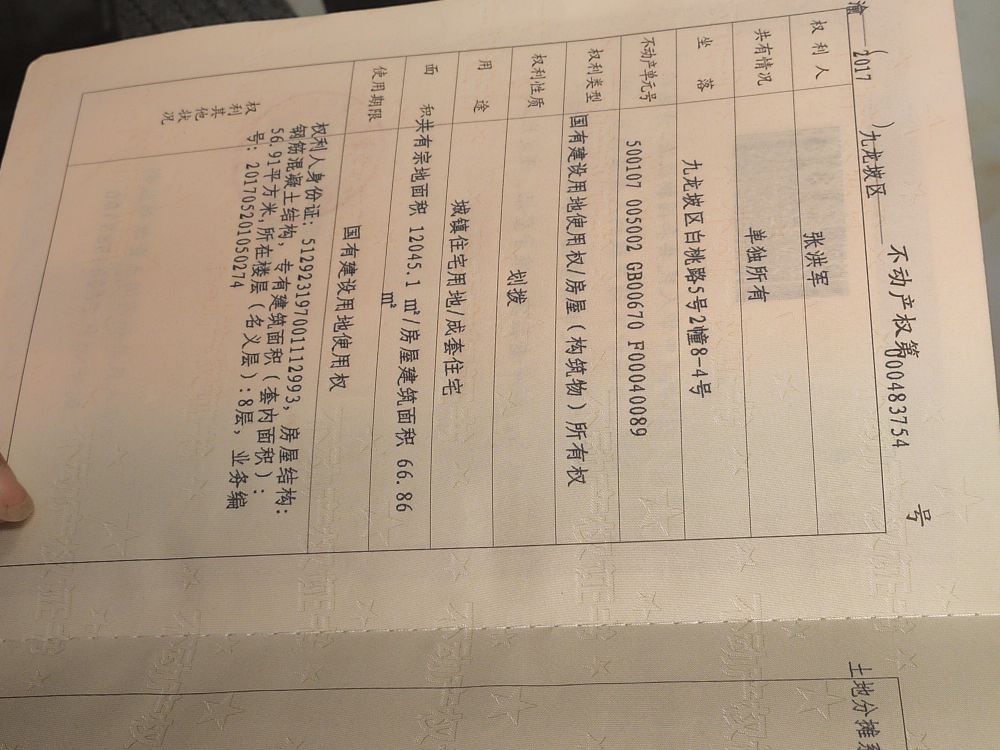 渝(2017)九龙坡区不动产权第000483754号
权利人 张洪军
共有情况 单独所有
坐落 九龙坡区白桃路5号2幢8-4号
不动产单元号 500107 005002 GB00670 F00040089
权利类型 国有建设用地使用权/房屋(构筑物)所有权
权利性质 划拨
用途 城镇住宅用地/成套住宅
面积 共有宗地面积 12045.1 ㎡/房屋建筑面积 66.86
㎡
使用期限 国有建设用地使用权
权利其他状况
权利人身份证: 512923197001112993, 房屋结构:
钢筋混凝土结构, 专有建筑面积(套内面积):
56.91平方米,所在楼层(名义层):8层, 业务编
号: 201705201050274
土地分摊